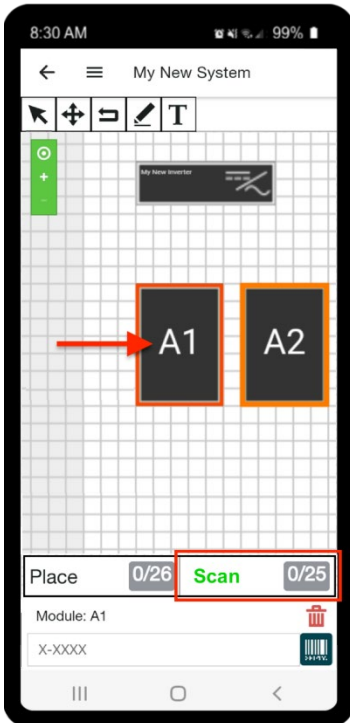 8:30 AM 99%
My New System
T
My New Inverter
A1 A2
Place 0/26 Scan 0/25
Module: A1
X-XXXX